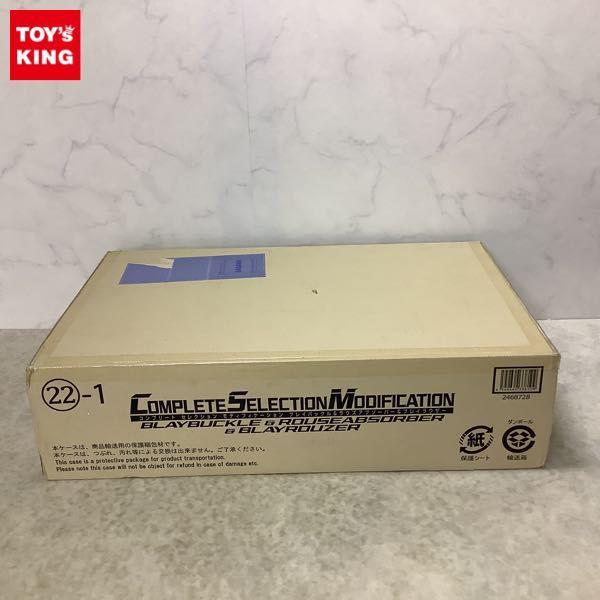 TOY'S
KING
22-1
COMPLETE SELECTION MODIFICATION
コンプリート セレクション モディフィケーション ブレイバックル&ラウズアブゾーバー&ブレイラウザー
BLAYBUCKLE & ROUSEABSORBER
& BLAYROUZER
本ケースは、商品輸送用の保護梱包材です。
本ケースは、つぶれ、汚れ等による交換は出来ません。ご了承ください。
This case is a protective package for product transportation.
Please note this case will not be object for refund in case of damage etc.
2468728
紙
保護シート
ダンボール
輸送箱